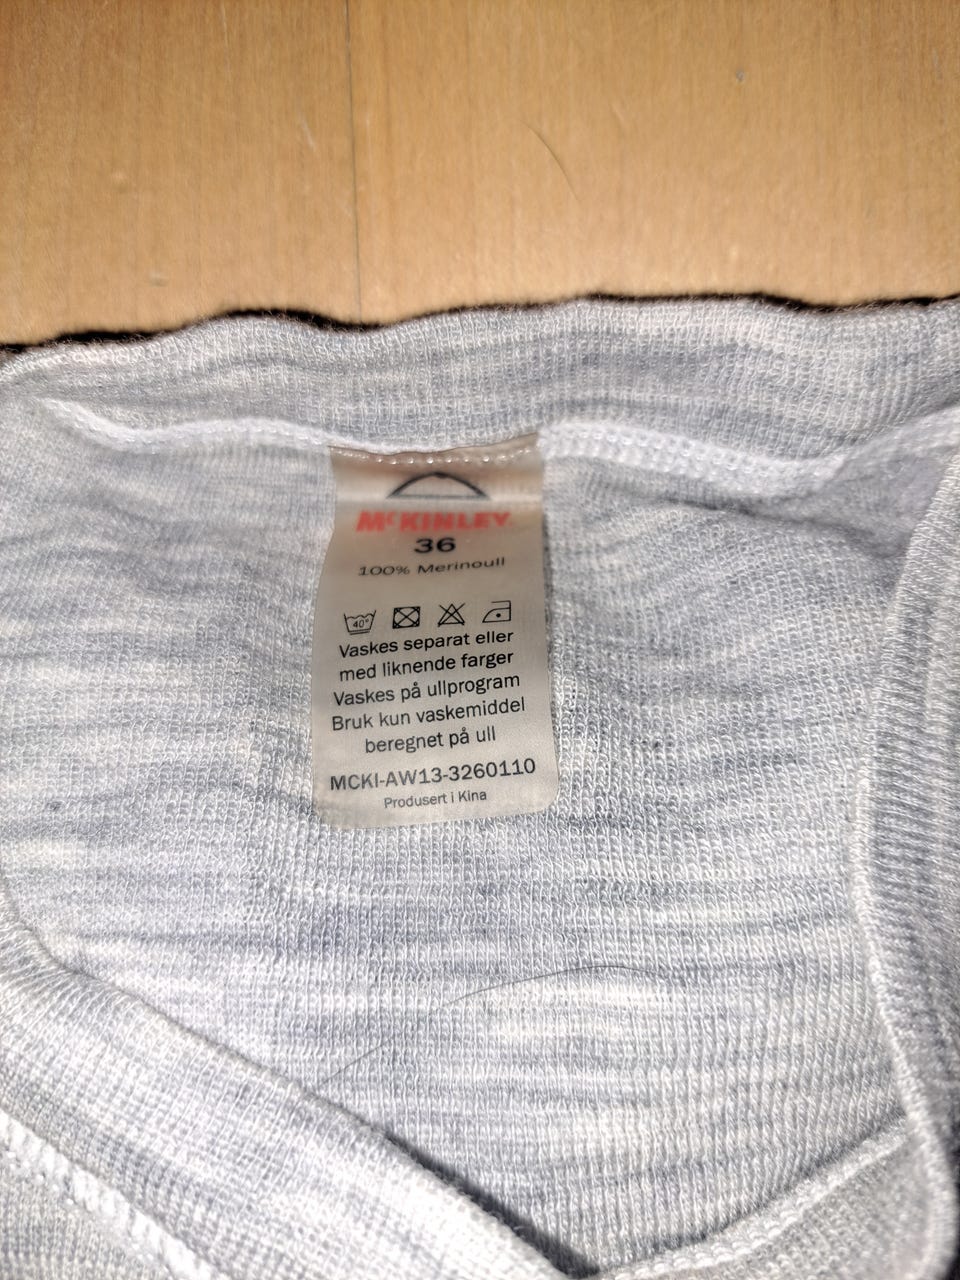 McKINLEY
36
100% Merinoull
40°
Vaskes separat eller
med liknende farger
Vaskes på ullprogram
Bruk kun vaskemiddel
beregnet på ull
MCKI-AW13-3260110
Produsert i Kina